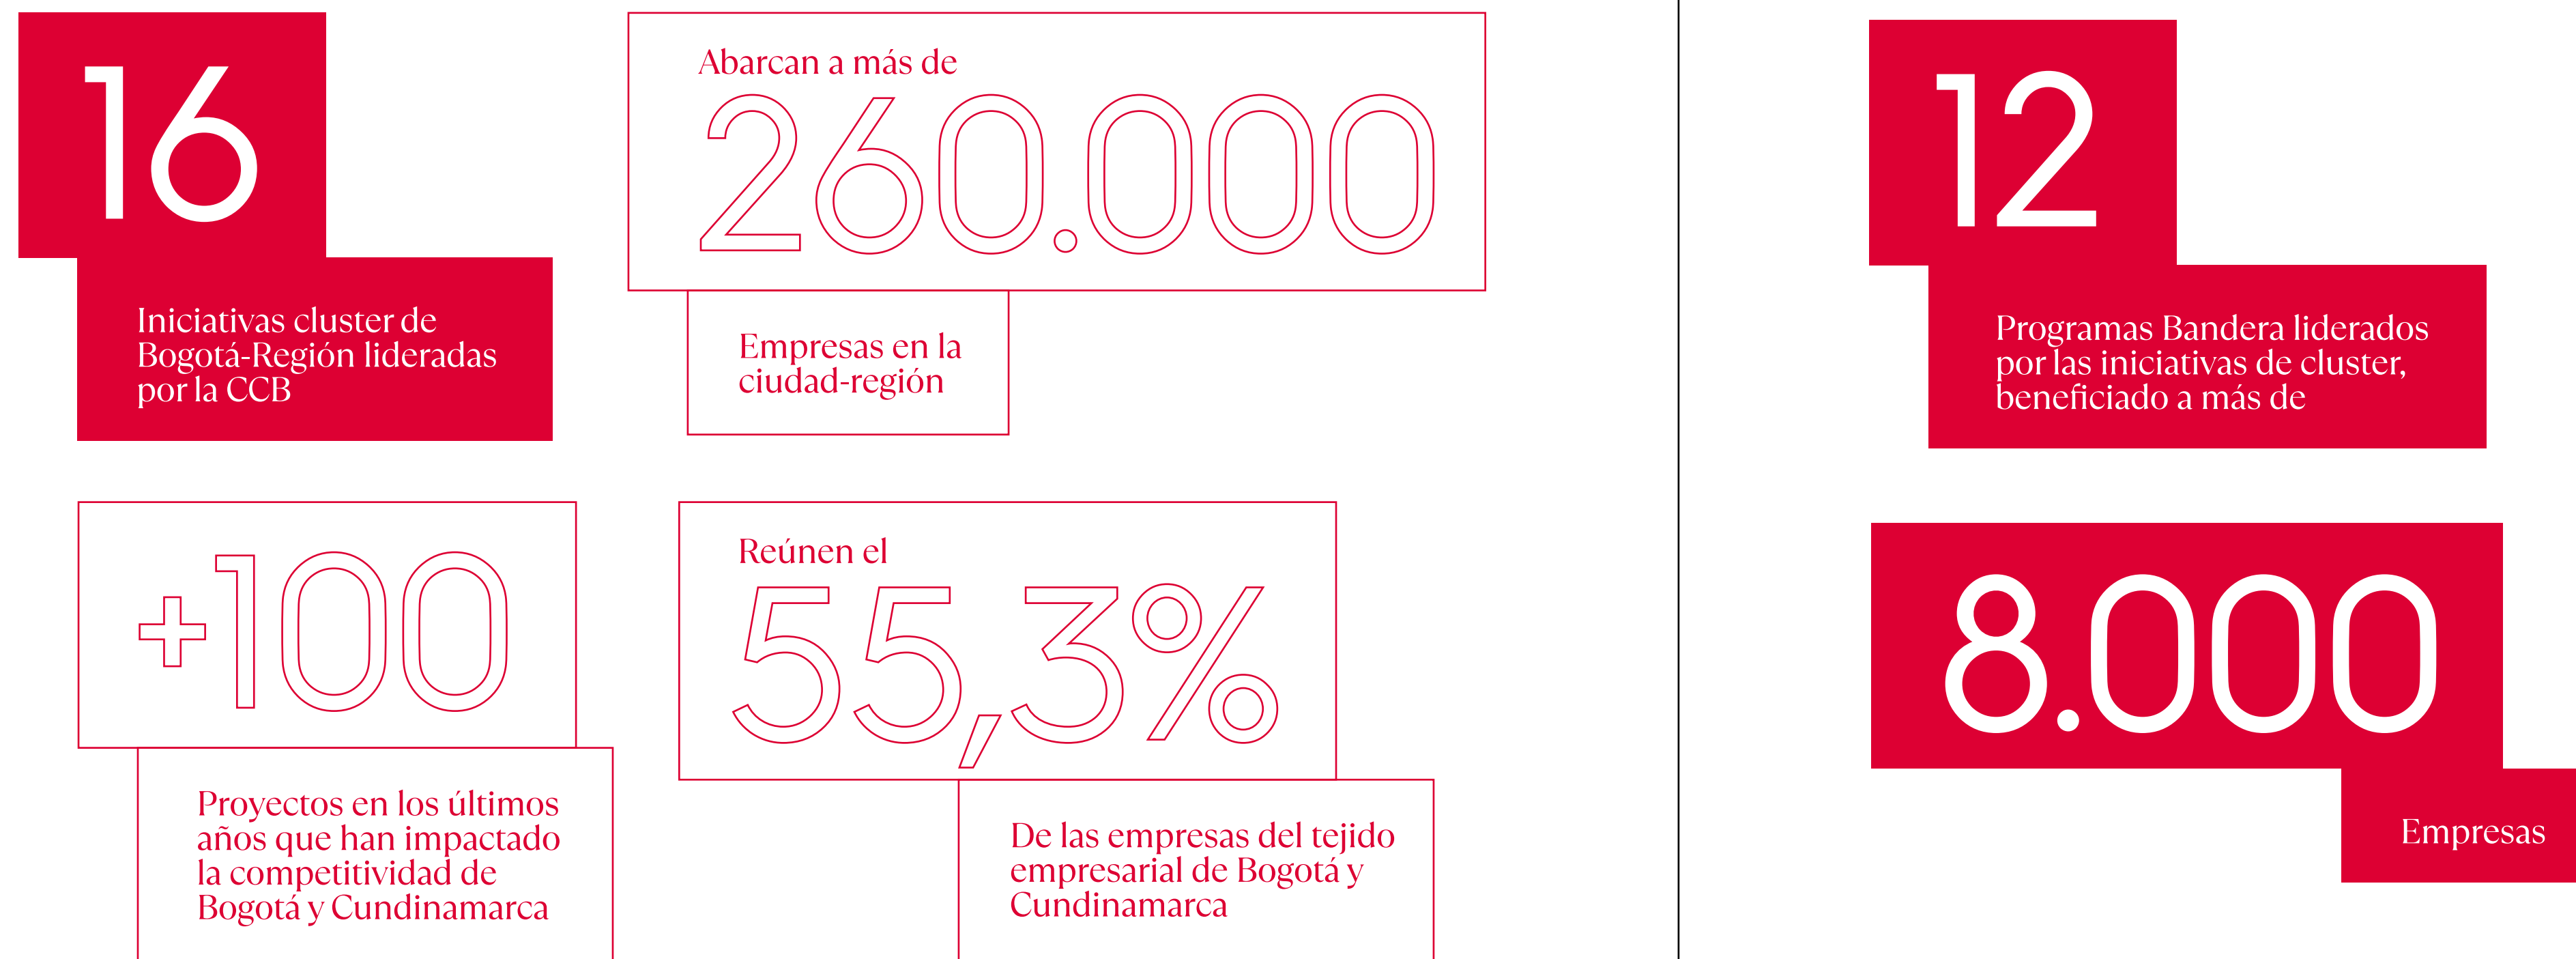 16
Iniciativas cluster de
Bogotá-Región lideradas
por la CCB
Abarcan a más de
260.000
Empresas en la
ciudad-región
+100
Proyectos en los últimos
años que han impactado
la competitividad de
Bogotá y Cundinamarca
Reúnen el
55,3%
De las empresas del tejido
empresarial de Bogotá y
Cundinamarca
12
Programas Bandera liderados
por las iniciativas de cluster,
beneficiado a más de
8.000
Empresas